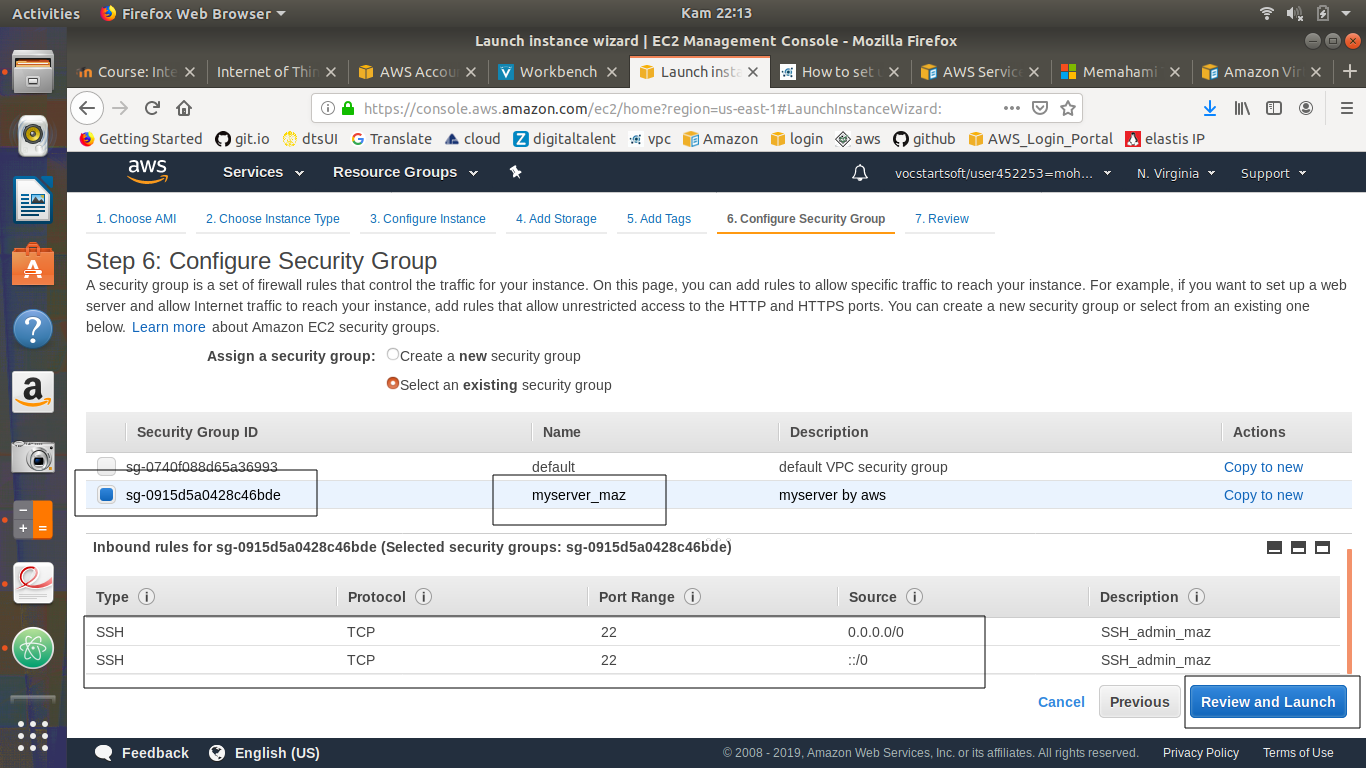 Activities
Firefox Web Browser
Kam 22:13
Launch instance wizard | EC2 Management Console - Mozilla Firefox
Course: Inte
Internet of Thin
AWS Accou
Workbench
Launch insta
How to set u
AWS Service
Memahami
Amazon Vir
https://console.aws.amazon.com/ec2/home?region=us-east-1#LaunchInstanceWizard:
Getting Started
git.io
dtsUI
Translate
cloud
digitaltalent
vpc
Amazon
login
aws
github
AWS_Login_Portal
elastis IP
aws
Services
Resource Groups
vocstartsoft/user452253=moh...
N. Virginia
Support
1. Choose AMI
2. Choose Instance Type
3. Configure Instance
4. Add Storage
5. Add Tags
6. Configure Security Group
7. Review
Step 6: Configure Security Group
A security group is a set of firewall rules that control the traffic for your instance. On this page, you can add rules to allow specific traffic to reach your instance. For example, if you want to set up a web
server and allow Internet traffic to reach your instance, add rules that allow unrestricted access to the HTTP and HTTPS ports. You can create a new security group or select from an existing one
below. Learn more about Amazon EC2 security groups.
Assign a security group: Create a new security group
Select an existing security group
Security Group ID Name Description Actions
sg-0740f088d65a36993 default default VPC security group Copy to new
sg-0915d5a0428c46bde myserver_maz myserver by aws Copy to new
Inbound rules for sg-0915d5a0428c46bde (Selected security groups: sg-0915d5a0428c46bde)
Type Protocol Port Range Source Description
SSH TCP 22 0.0.0.0/0 SSH_admin_maz
SSH TCP 22 ::/0 SSH_admin_maz
Cancel
Previous
Review and Launch
Feedback
English (US)
© 2008 - 2019, Amazon Web Services, Inc. or its affiliates. All rights reserved.
Privacy Policy
Terms of Use